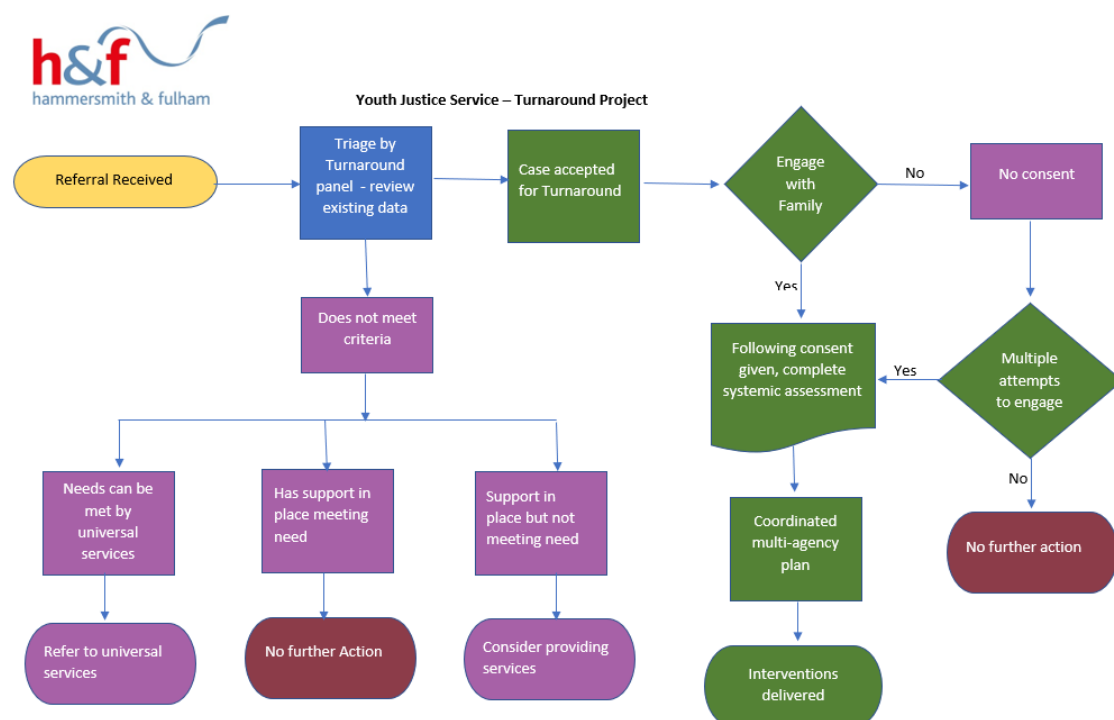 h&f
hammersmith & fulham
Youth Justice Service – Turnaround Project
Referral Received
Triage by
Turnaround
panel - review
existing data
Case accepted
for Turnaround
Engage
with
Family
No
No consent
Yes
Does not meet
criteria
Following consent
given, complete
systemic assessment
Yes
Multiple
attempts
to engage
Needs can be
met by
universal
services
Has support in
place meeting
need
Support in
place but not
meeting need
Coordinated
multi-agency
plan
No
No further action
Refer to universal
services
No further Action
Consider providing
services
Interventions
delivered